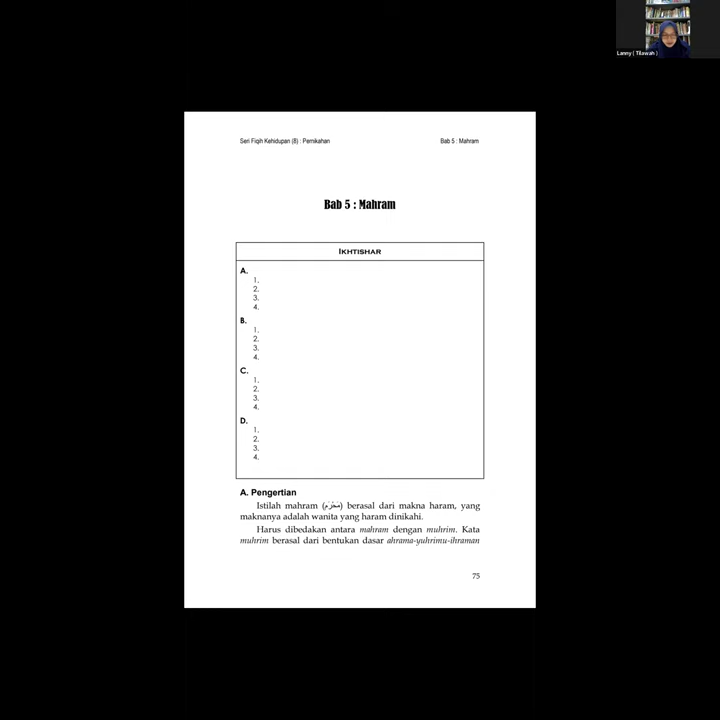 Lanny ( Tilawah )
Seri Fiqih Kehidupan (8) : Pernikahan Bab 5 : Mahram
Bab 5 : Mahram
IKHTISHAR
A.
1.
2.
3.
4.
B.
1.
2.
3.
4.
C.
1.
2.
3.
4.
D.
1.
2.
3.
4.
A. Pengertian
Istilah mahram (مَحْرَم) berasal dari makna haram, yang
maknanya adalah wanita yang haram dinikahi.
Harus dibedakan antara mahram dengan muhrim. Kata
muhrim berasal dari bentukan dasar ahrama-yuhrimu-ihraman
75